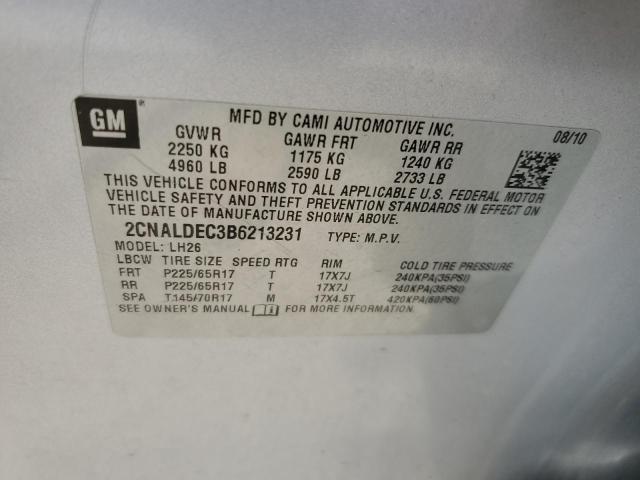 GM ®
MFD BY CAMI AUTOMOTIVE INC.
08/10
GVWR GAWR FRT GAWR RR
2250 KG 1175 KG 1240 KG
4960 LB 2590 LB 2733 LB
THIS VEHICLE CONFORMS TO ALL APPLICABLE U.S. FEDERAL MOTOR
VEHICLE SAFETY AND THEFT PREVENTION STANDARDS IN EFFECT ON
THE DATE OF MANUFACTURE SHOWN ABOVE.
2CNALDEC3B6213231 TYPE: M.P.V.
MODEL: LH26
LBCW TIRE SIZE SPEED RTG RIM COLD TIRE PRESSURE
FRT P225/65R17 T 17X7J 240KPA(35PSI)
RR P225/65R17 T 17X7J 240KPA(35PSI)
SPA T145/70R17 M 17X4.5T 420KPA(60PSI)
SEE OWNER'S MANUAL FOR MORE INFORMATION